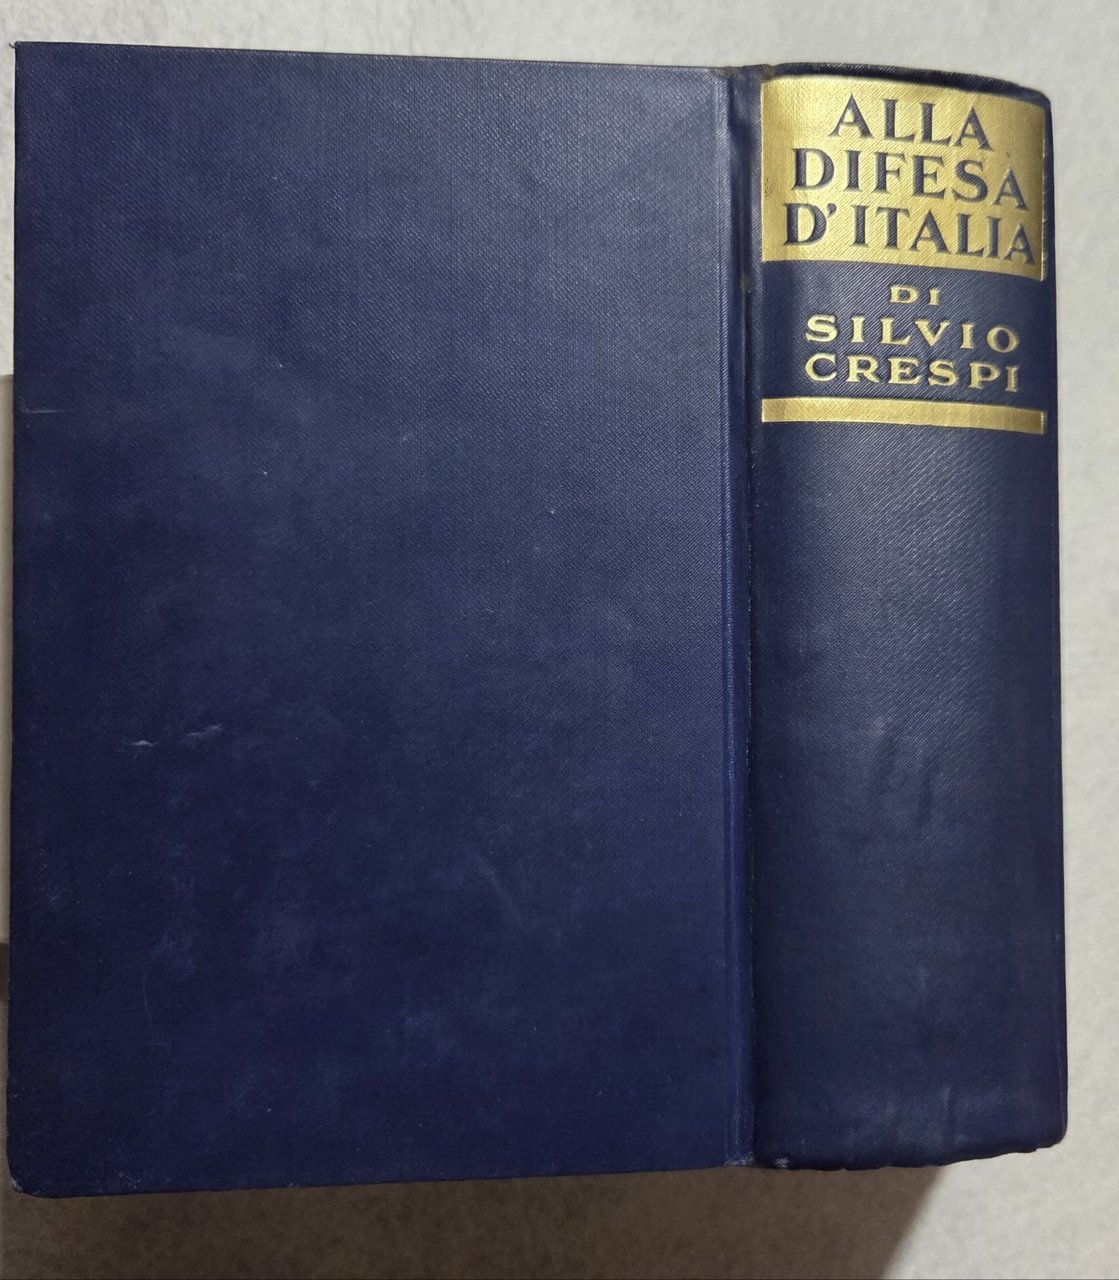 ALLA
DIFESA
D'ITALIA
DI
SILVIO
CRESPI